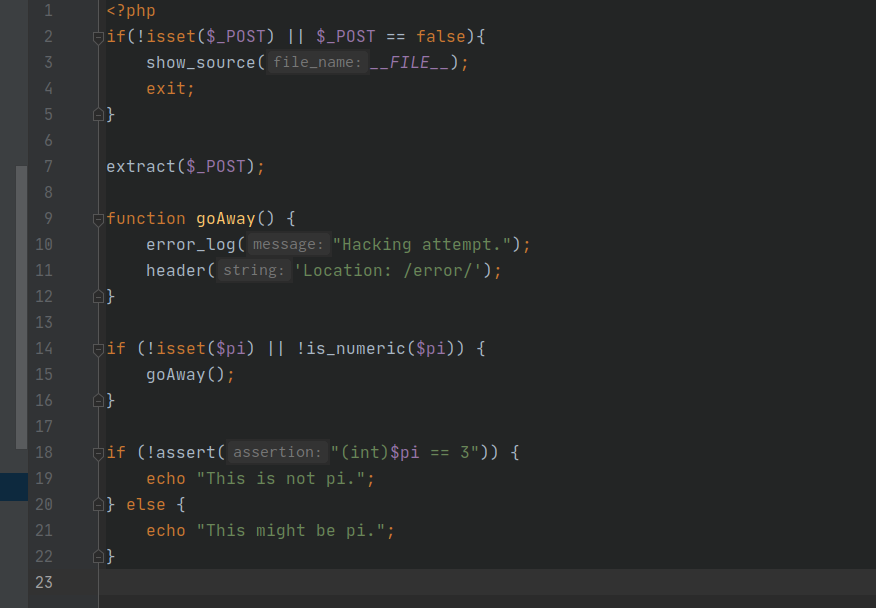 1 <?php
2 if(!isset($_POST) || $_POST == false){
3 show_source( file_name: __FILE__);
4 exit;
5 }
6
7 extract($_POST);
8
9 function goAway() {
10 error_log( message: "Hacking attempt.");
11 header( string: 'Location: /error/');
12 }
13
14 if (!isset($pi) || !is_numeric($pi)) {
15 goAway();
16 }
17
18 if (!assert( assertion: "(int)$pi == 3")) {
19 echo "This is not pi.";
20 } else {
21 echo "This might be pi.";
22 }
23